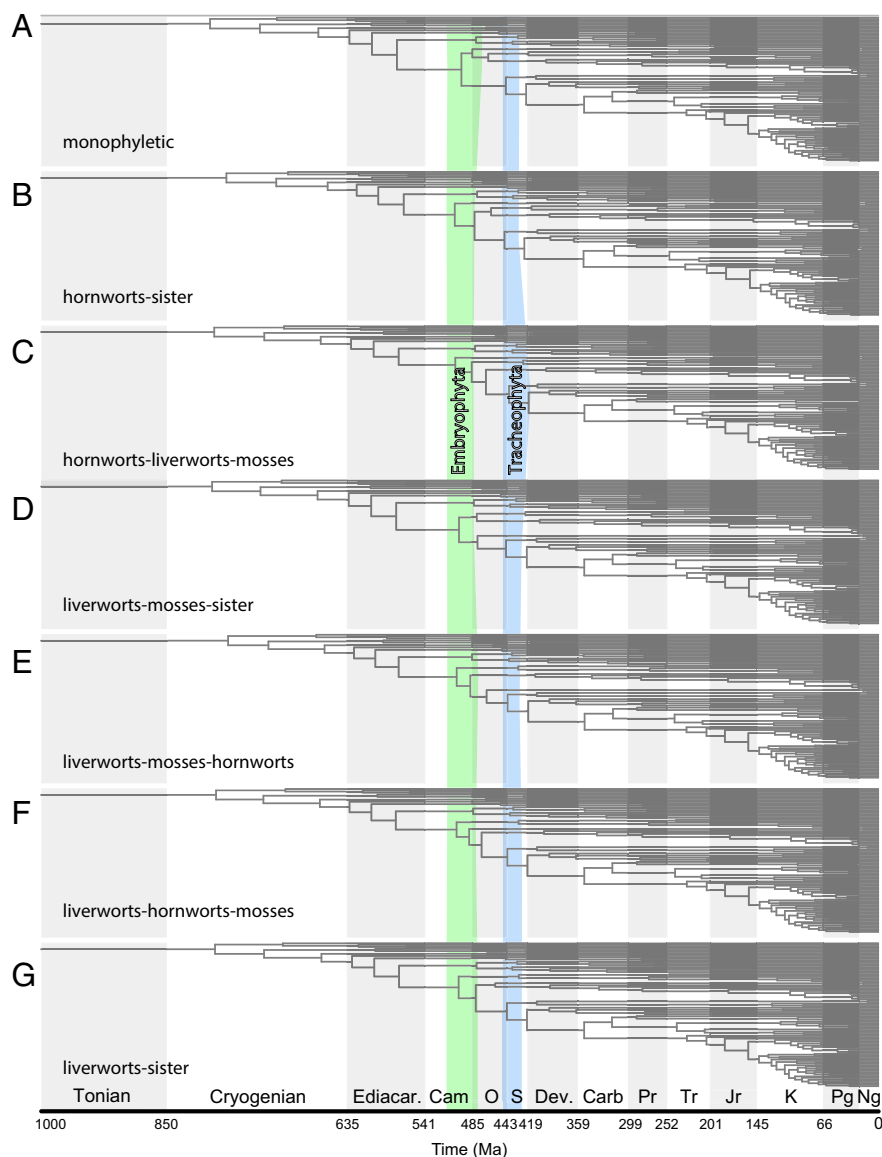 A
monophyletic
B
hornworts-sister
C
Embryophyta
Tracheophyta
hornworts-liverworts-mosses
D
liverworts-mosses-sister
E
liverworts-mosses-hornworts
F
liverworts-hornworts-mosses
G
liverworts-sister
Tonian Cryogenian Ediacar. Cam O S Dev. Carb Pr Tr Jr K Pg Ng
1000 850 635 541 485 443 419 359 299 252 201 145 66 0
Time (Ma)